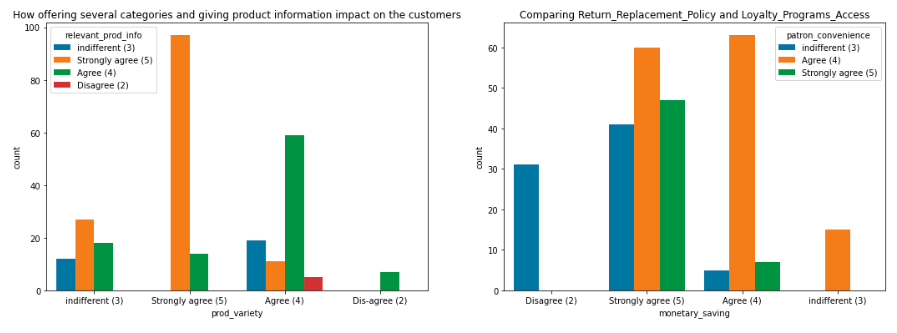 How offering several categories and giving product information impact on the customers
relevant_prod_info
indifferent (3)
Strongly agree (5)
Agree (4)
Disagree (2)
100
80
60
40
20
0
count
indifferent (3) Strongly agree (5) Agree (4) Dis-agree (2)
prod_variety
Comparing Return_Replacement_Policy and Loyalty_Programs_Access
patron_convenience
indifferent (3)
Agree (4)
Strongly agree (5)
60
50
40
30
20
10
0
count
Disagree (2) Strongly agree (5) Agree (4) indifferent (3)
monetary_saving